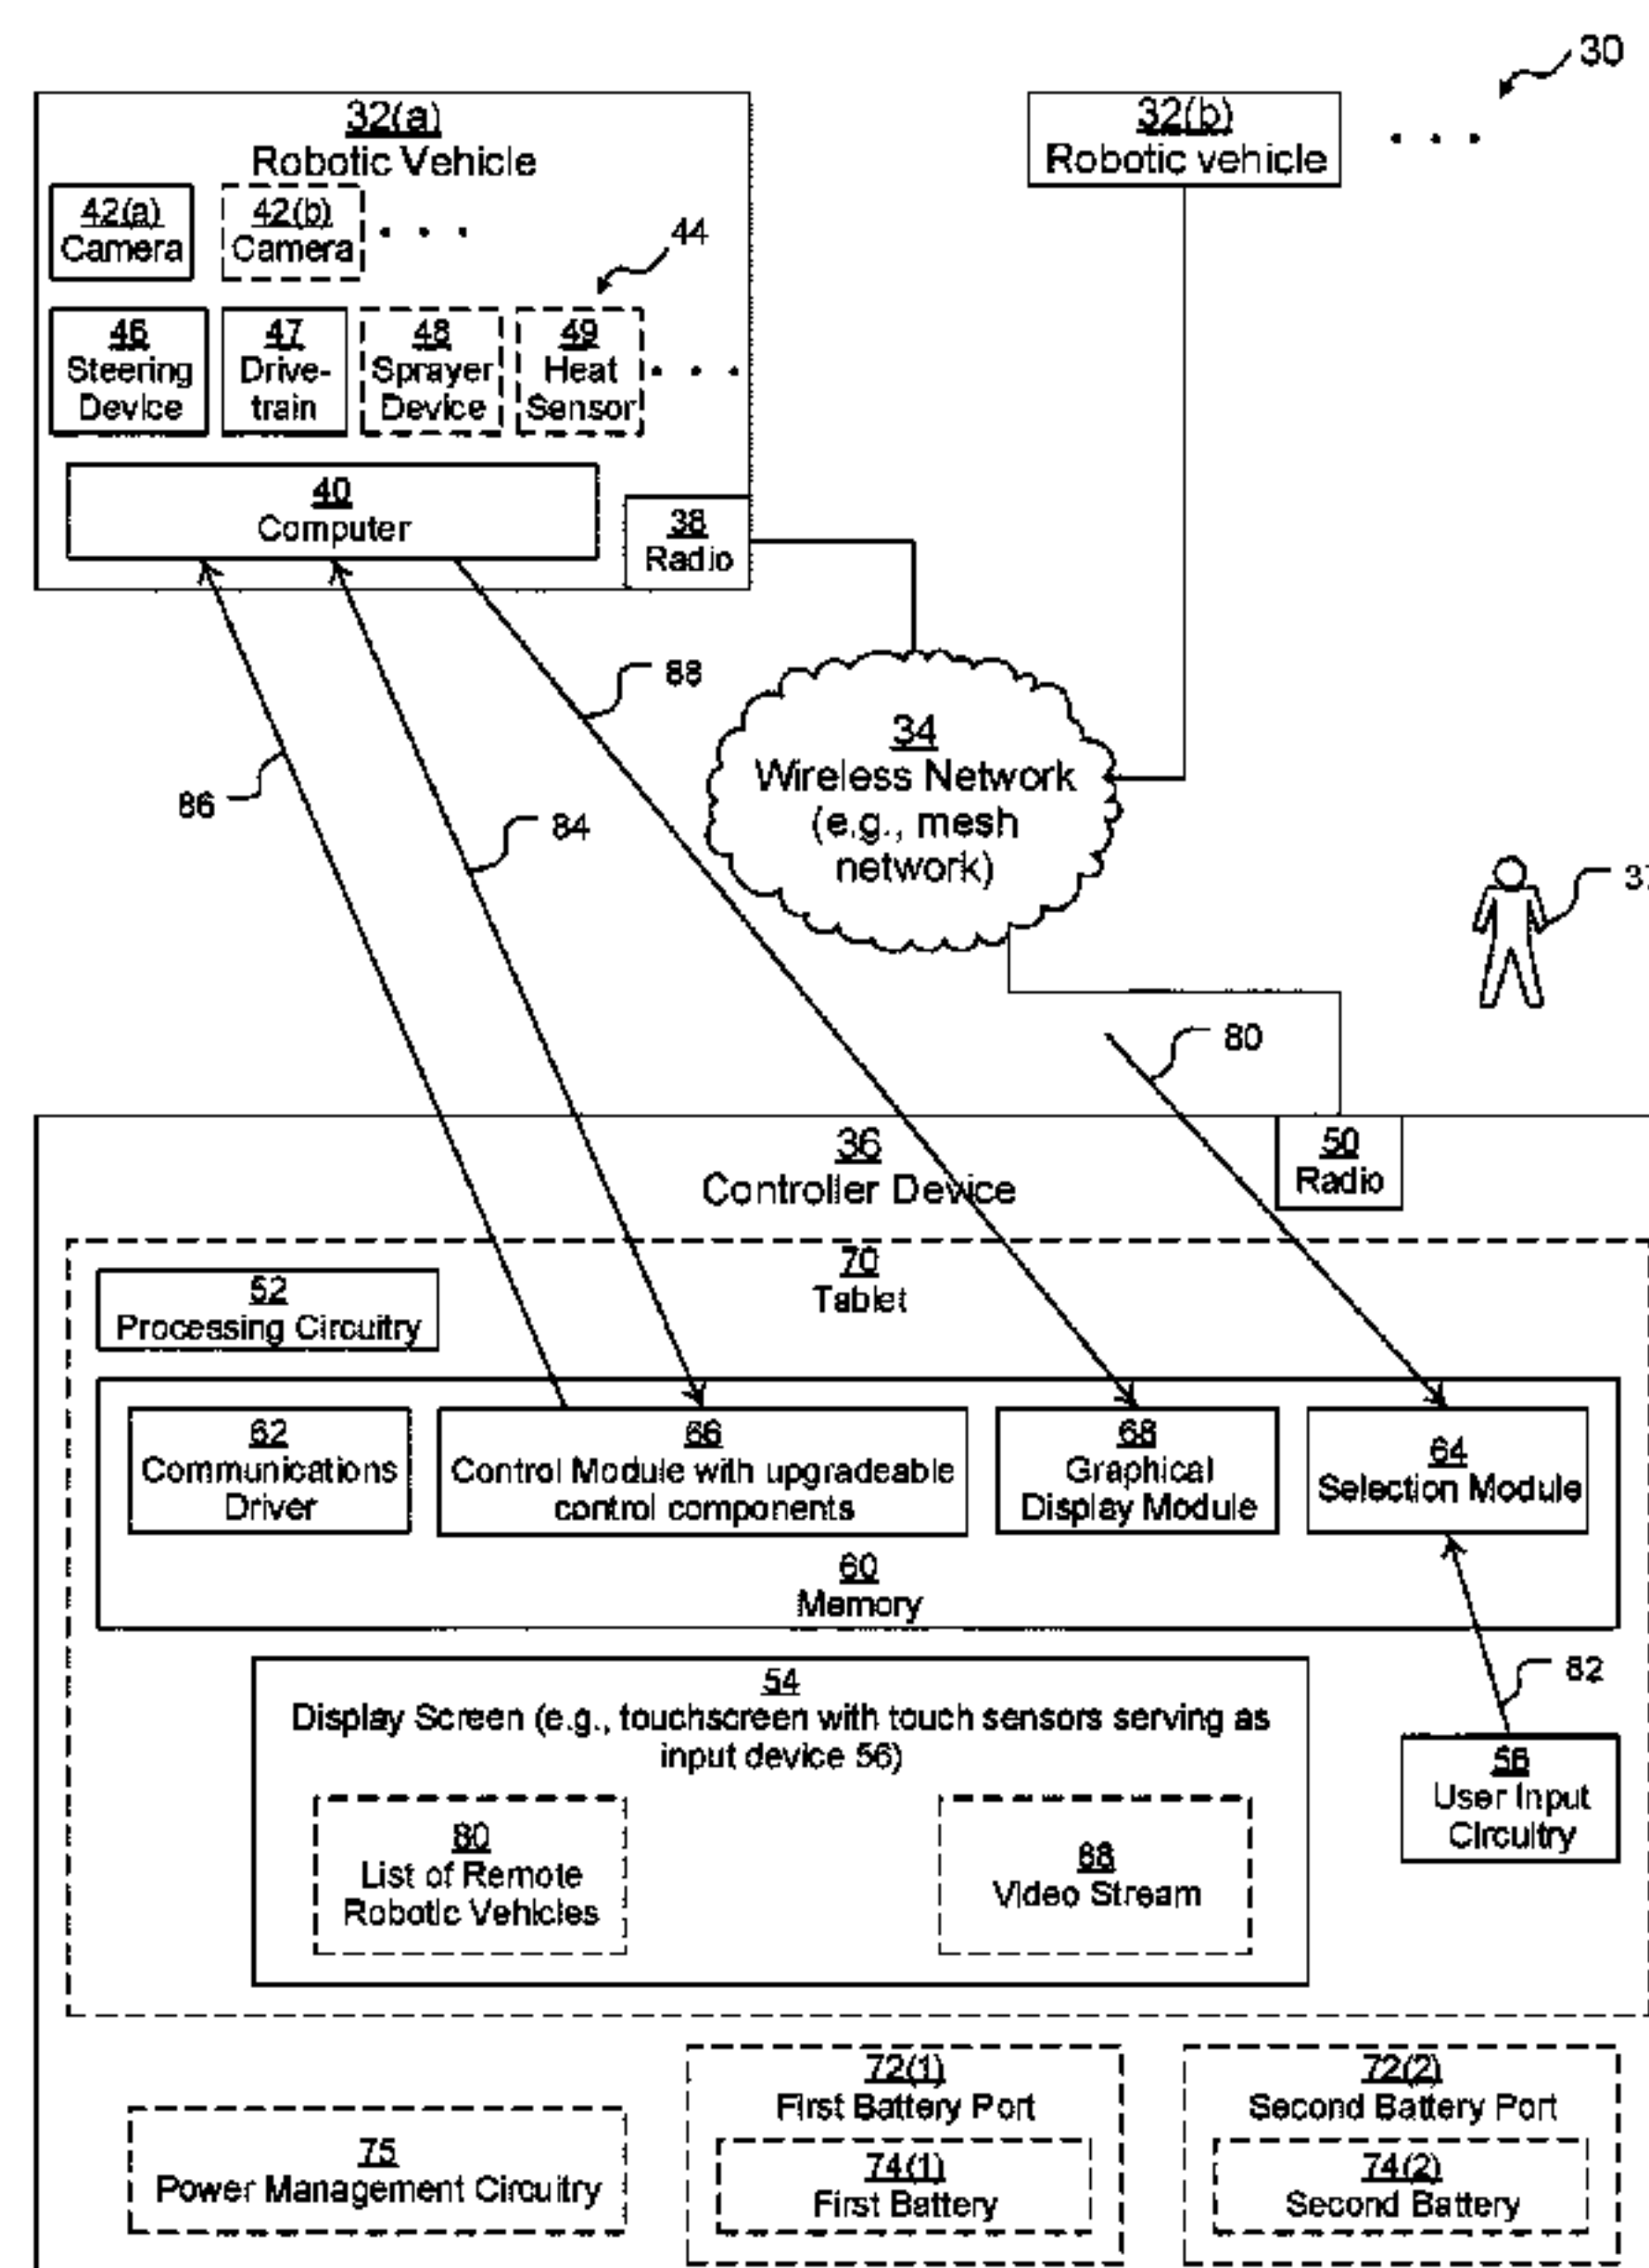 30
32(a)
Robotic Vehicle
32(b)
Robotic vehicle
. . .
42(a)
Camera
42(b)
Camera
. . .
44
46
Steering
Device
47
Drive-
train
48
Sprayer
Device
49
Heat
Sensor
. . .
40
Computer
38
Radio
88
86
84
34
Wireless Network
(e.g., mesh
network)
80
36
Controller Device
50
Radio
70
Tablet
52
Processing Circuitry
62
Communications
Driver
66
Control Module with upgradeable
control components
68
Graphical
Display Module
64
Selection Module
60
Memory
82
54
Display Screen (e.g., touchscreen with touch sensors serving as
input device 56)
56
User Input
Circuitry
80
List of Remote
Robotic Vehicles
88
Video Stream
72(1)
First Battery Port
74(1)
First Battery
72(2)
Second Battery Port
74(2)
Second Battery
75
Power Management Circuitry